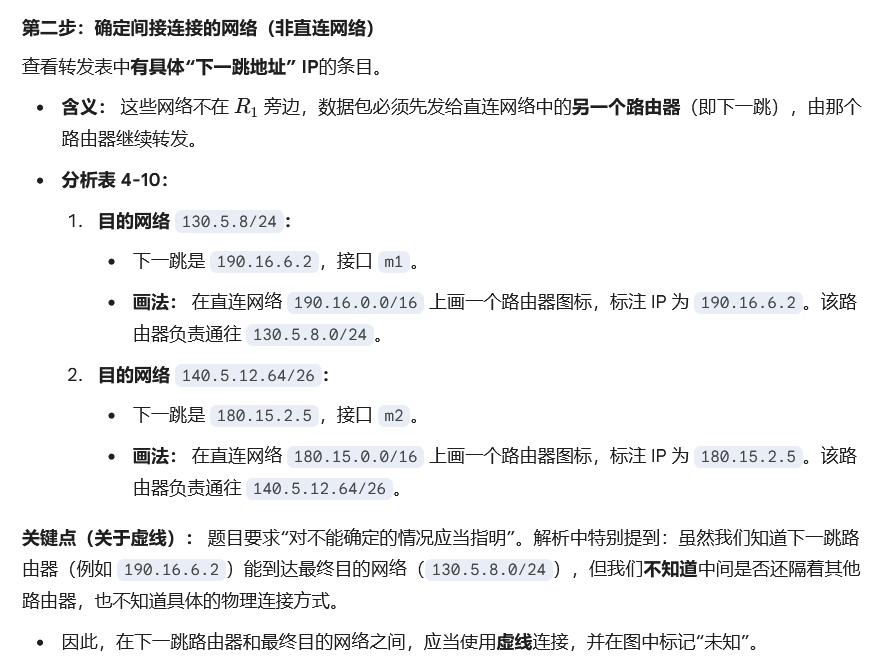 第二步：确定间接连接的网络（非直连网络）
查看转发表中有具体“下一跳地址” IP的条目。
• 含义： 这些网络不在 R1 旁边，数据包必须先发给直连网络中的另一个路由器（即下一跳），由那个
路由器继续转发。
• 分析表 4-10：
1. 目的网络 130.5.8/24：
• 下一跳是 190.16.6.2，接口 m1。
• 画法： 在直连网络 190.16.0.0/16 上画一个路由器图标，标注 IP 为 190.16.6.2。该路
由器负责通往 130.5.8.0/24。
2. 目的网络 140.5.12.64/26：
• 下一跳是 180.15.2.5，接口 m2。
• 画法： 在直连网络 180.15.0.0/16 上画一个路由器图标，标注 IP 为 180.15.2.5。该路
由器负责通往 140.5.12.64/26。
关键点（关于虚线）： 题目要求“对不能确定的情况应当指明”。解析中特别提到：虽然我们知道下一跳路
由器（例如 190.16.6.2）能到达最终目的网络（130.5.8.0/24），但我们不知道中间是否还隔着其他
路由器，也不知道具体的物理连接方式。
• 因此，在下一跳路由器和最终目的网络之间，应当使用虚线连接，并在图中标记“未知”。